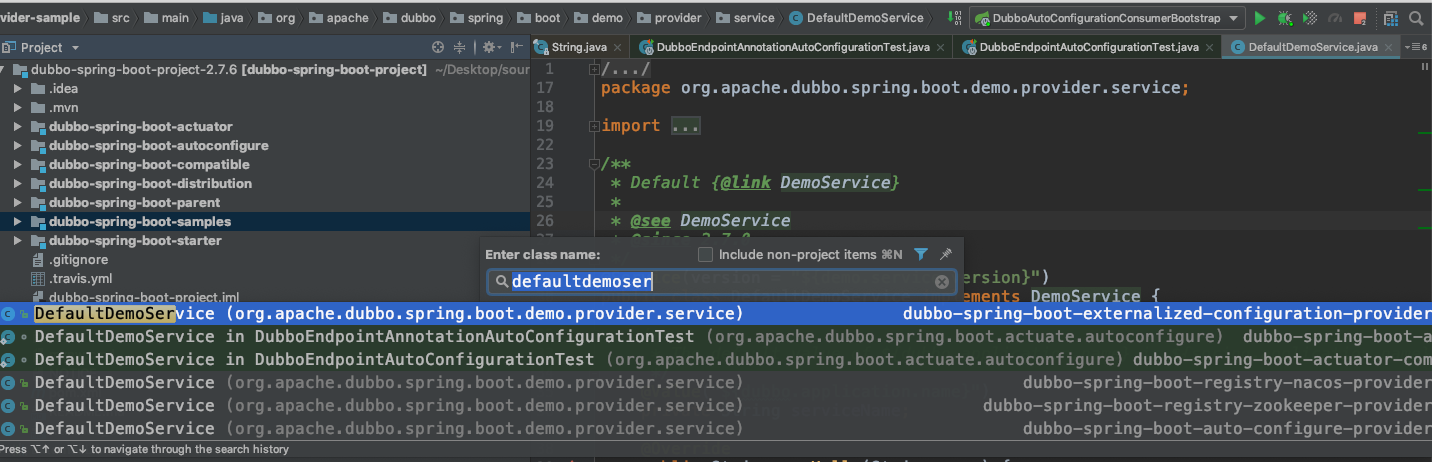 vider-sample src main java org apache dubbo spring boot demo provider service DefaultDemoService DubboAutoConfigurationConsumerBootstrap
Project String.java DubboEndpointAnnotationAutoConfigurationTest.java DubboEndpointAutoConfigurationTest.java DefaultDemoService.java 6
dubbo-spring-boot-project-2.7.6 [dubbo-spring-boot-project] ~/Desktop/sour
.idea
.mvn
dubbo-spring-boot-actuator
dubbo-spring-boot-autoconfigure
dubbo-spring-boot-compatible
dubbo-spring-boot-distribution
dubbo-spring-boot-parent
dubbo-spring-boot-samples
dubbo-spring-boot-starter
.gitignore
.travis.yml
dubbo-spring-boot-project.iml
1 /.../
17 package org.apache.dubbo.spring.boot.demo.provider.service;
18
19 import ...
22
23 /**
24 * Default {@link DemoService}
25 *
26 * @see DemoService
Enter class name: Include non-project items ⌘N
defaultdemoser
ersion}")
ements DemoService {
DefaultDemoService (org.apache.dubbo.spring.boot.demo.provider.service) dubbo-spring-boot-externalized-configuration-provider
DefaultDemoService in DubboEndpointAnnotationAutoConfigurationTest (org.apache.dubbo.spring.boot.actuate.autoconfigure) dubbo-spring-boot-a
DefaultDemoService in DubboEndpointAutoConfigurationTest (org.apache.dubbo.spring.boot.actuate.autoconfigure) dubbo-spring-boot-actuator-com
DefaultDemoService (org.apache.dubbo.spring.boot.demo.provider.service) dubbo-spring-boot-registry-nacos-provider
DefaultDemoService (org.apache.dubbo.spring.boot.demo.provider.service) dubbo-spring-boot-registry-zookeeper-provider
DefaultDemoService (org.apache.dubbo.spring.boot.demo.provider.service) dubbo-spring-boot-auto-configure-provider
Press ⌥↑ or ⌥↓ to navigate through the search history